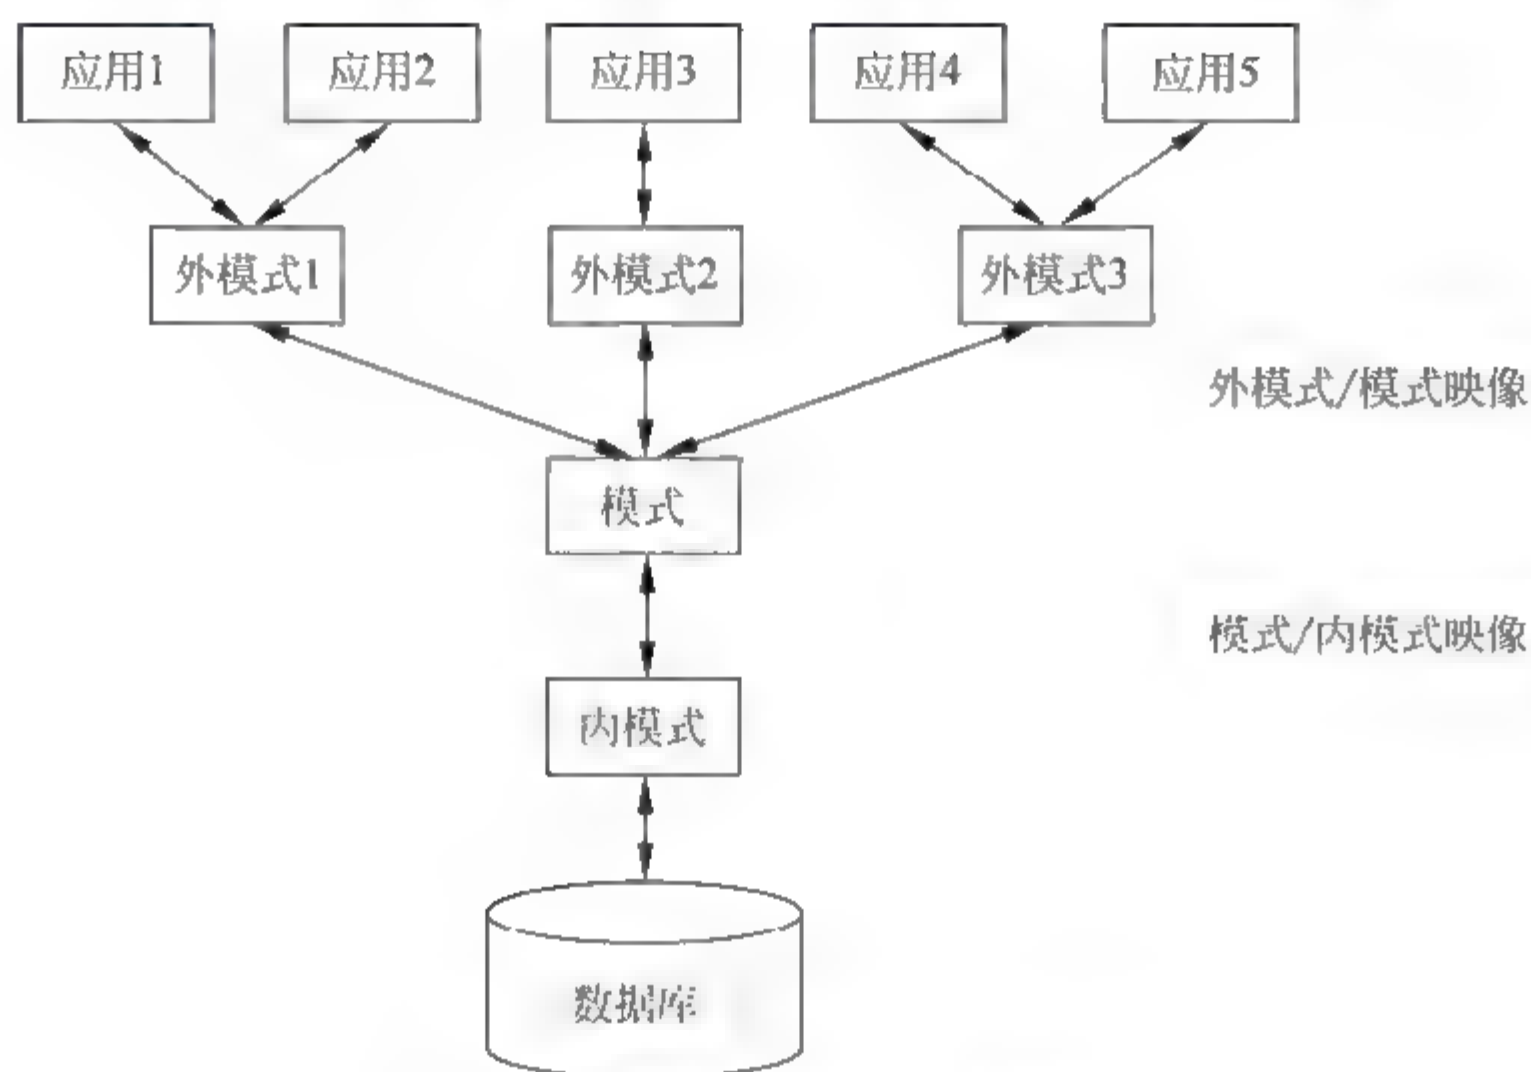 应用1
应用2
应用3
应用4
应用5
外模式1
外模式2
外模式3
外模式/模式映像
模式
模式/内模式映像
内模式
数据库